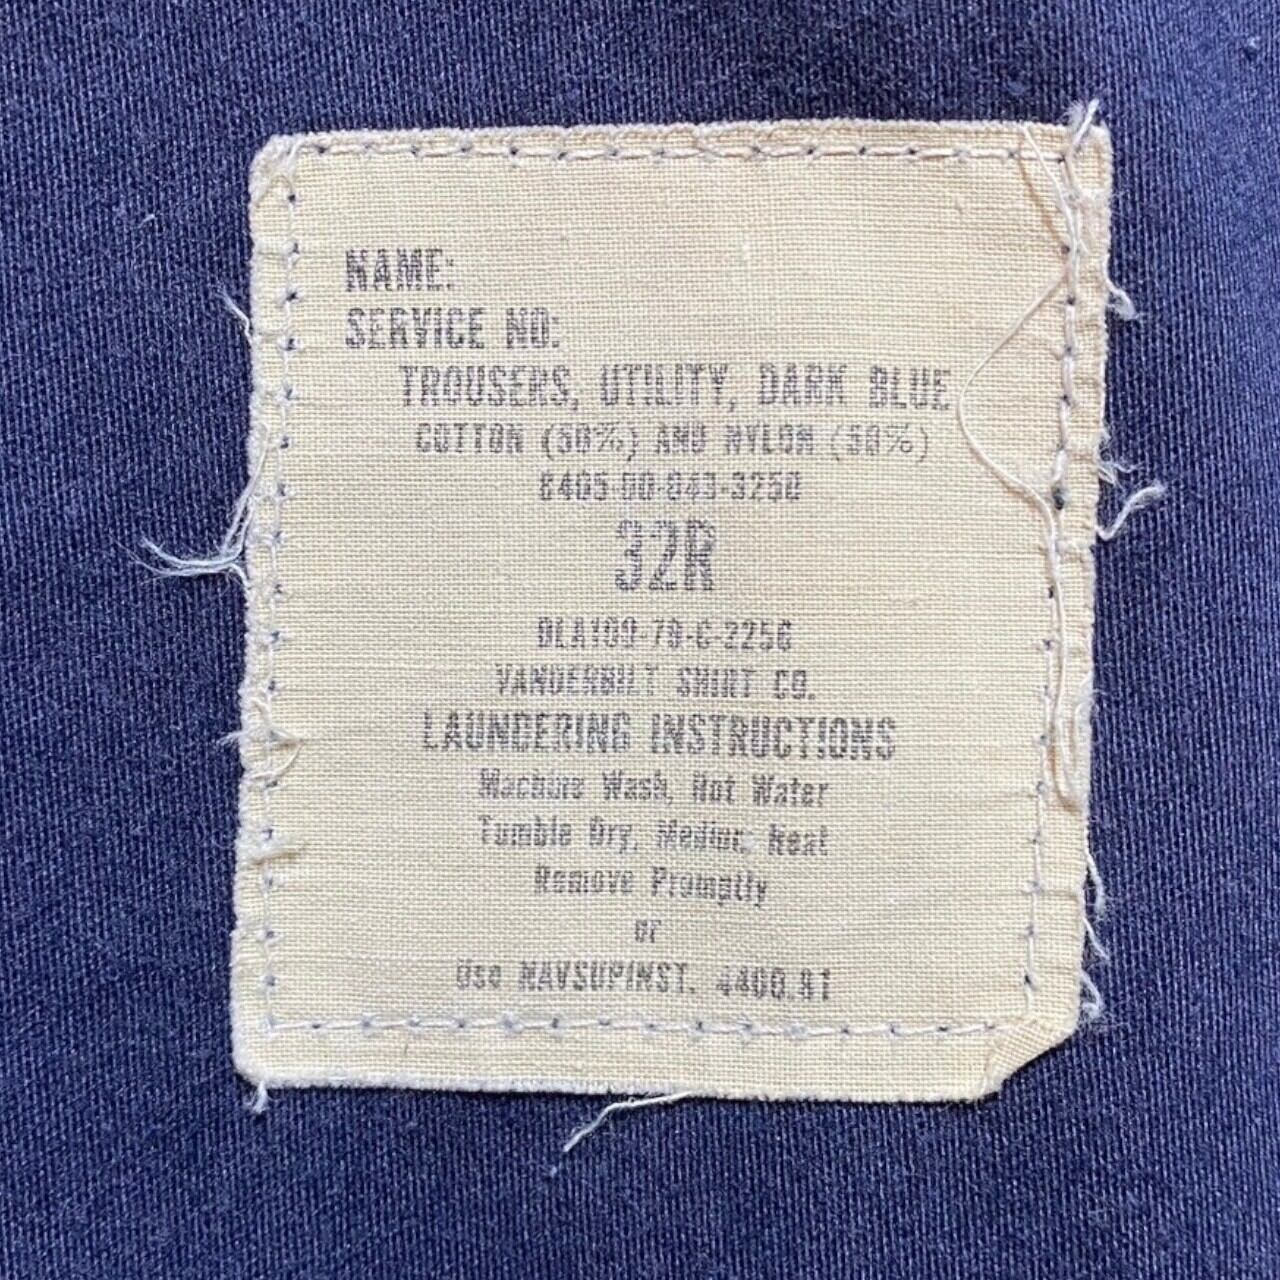 NAME:
SERVICE NO:
TROUSERS, UTILITY, DARK BLUE
COTTON (50%) AND NYLON (50%)
8405-00-843-3250
32R
DLA100-78-C-2256
VANDERBILT SHIRT CO.
LAUNDERING INSTRUCTIONS
Machine Wash, Hot Water
Tumble Dry, Medium Heat
Remove Promptly
or
Use NAVSUPINST. 4400.81